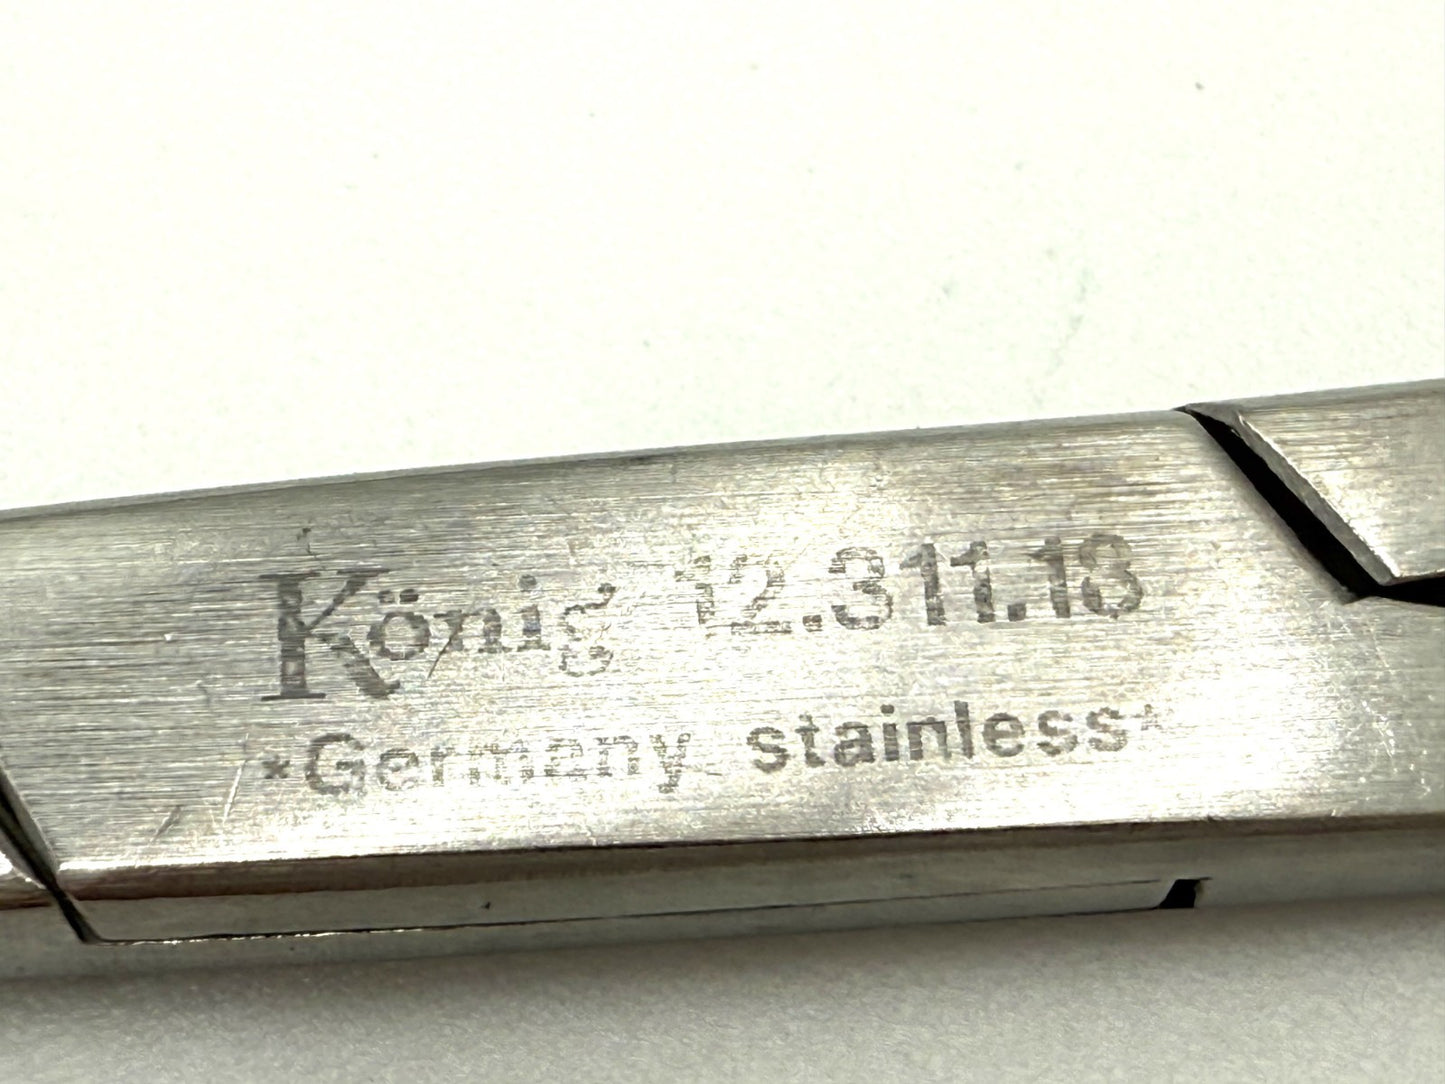 König 12.311.18
*Germany stainless*